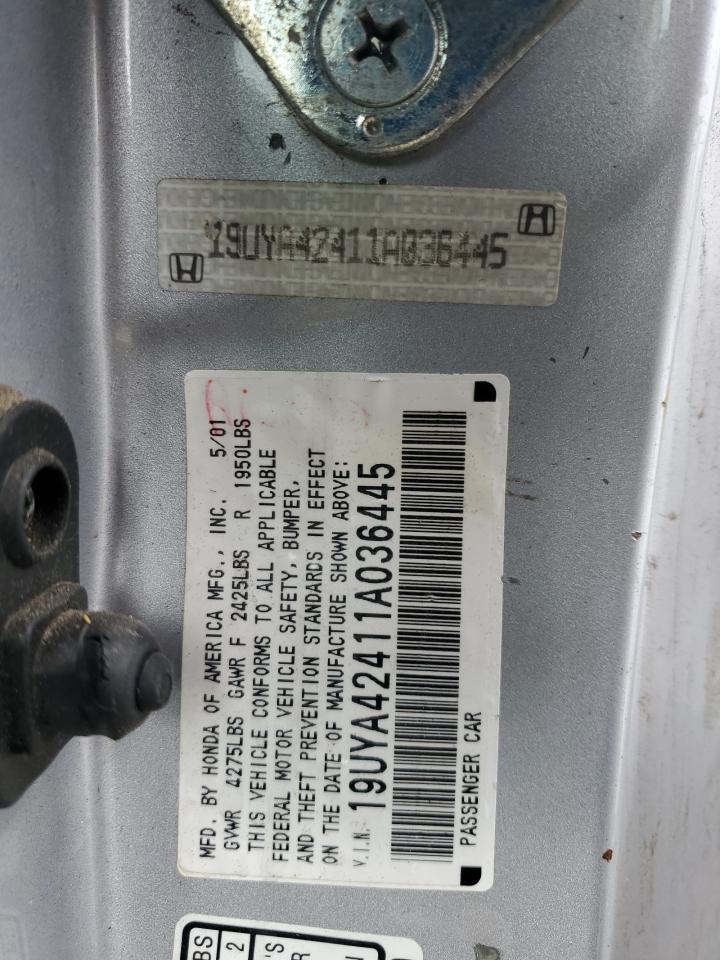 19UYA42411A036445
MFD. BY HONDA OF AMERICA MFG., INC. 5/01
GVWR 4275LBS GAWR F 2425LBS R 1950LBS
THIS VEHICLE CONFORMS TO ALL APPLICABLE
FEDERAL MOTOR VEHICLE SAFETY, BUMPER,
AND THEFT PREVENTION STANDARDS IN EFFECT
ON THE DATE OF MANUFACTURE SHOWN ABOVE:
V.I.N. 19UYA42411A036445
PASSENGER CAR
LBS
2
'S
R